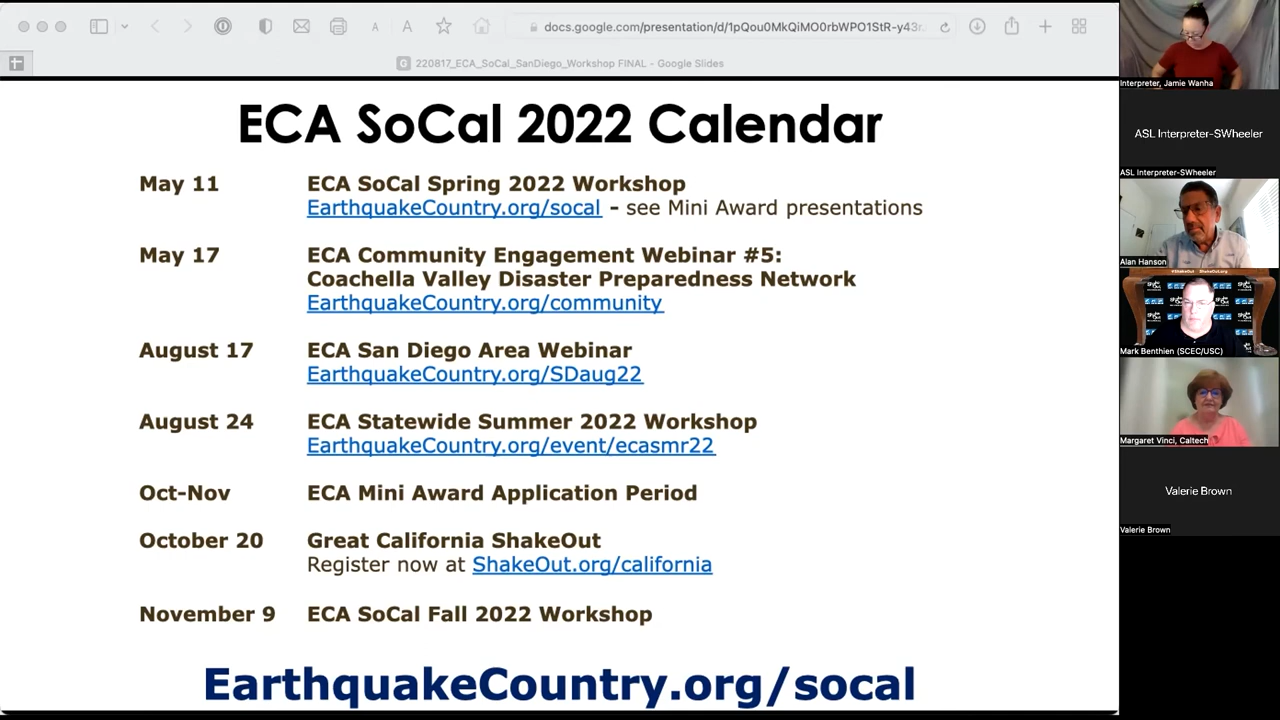 docs.google.com/presentation/d/1pQou0MkQiMO0rbWPO1StR-y43r
220817_ECA_SoCal_SanDiego_Workshop FINAL - Google Slides
ECA SoCal 2022 Calendar
May 11 ECA SoCal Spring 2022 Workshop
EarthquakeCountry.org/socal - see Mini Award presentations
May 17 ECA Community Engagement Webinar #5:
Coachella Valley Disaster Preparedness Network
EarthquakeCountry.org/community
August 17 ECA San Diego Area Webinar
EarthquakeCountry.org/SDaug22
August 24 ECA Statewide Summer 2022 Workshop
EarthquakeCountry.org/event/ecasmr22
Oct-Nov ECA Mini Award Application Period
October 20 Great California ShakeOut
Register now at ShakeOut.org/california
November 9 ECA SoCal Fall 2022 Workshop
EarthquakeCountry.org/socal
Interpreter, Jamie Wanha
ASL Interpreter-SWheeler
ASL Interpreter-SWheeler
Alan Hanson
#ShakeOut ShakeOut.org
Mark Benthien (SCEC/USC)
Margaret Vinci, Caltech
Valerie Brown
Valerie Brown